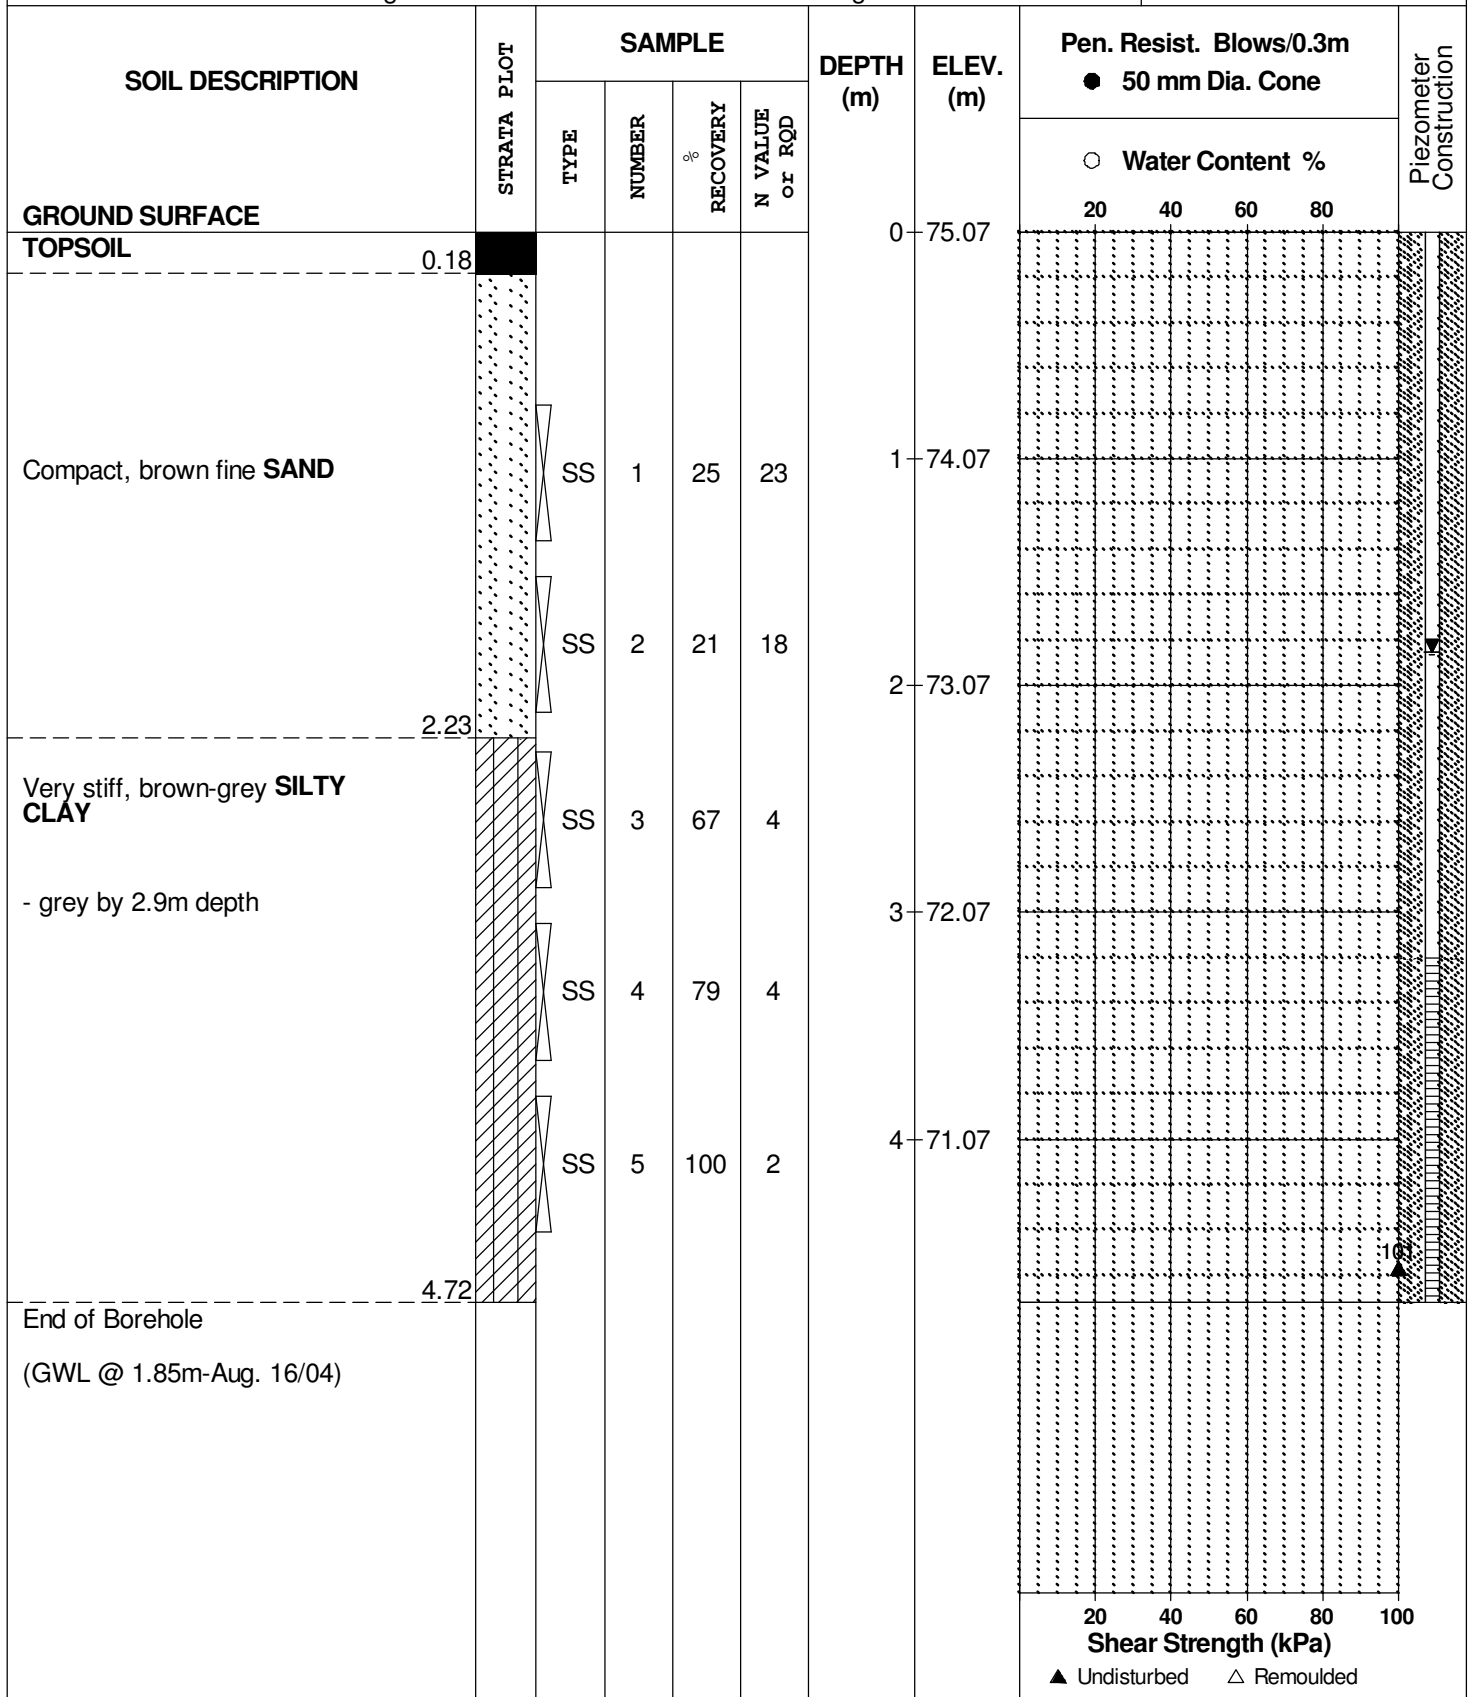 SOIL DESCRIPTION
STRATA PLOT
SAMPLE
TYPE
NUMBER
%
RECOVERY
N VALUE
or RQD
DEPTH
(m)
ELEV.
(m)
Pen. Resist. Blows/0.3m
● 50 mm Dia. Cone
○ Water Content %
20 40 60 80
Piezometer
Construction
GROUND SURFACE
0 75.07
TOPSOIL
0.18
Compact, brown fine SAND
SS 1 25 23
1 74.07
SS 2 21 18
2 73.07
2.23
Very stiff, brown-grey SILTY
CLAY
SS 3 67 4
- grey by 2.9m depth
3 72.07
SS 4 79 4
4 71.07
SS 5 100 2
101
4.72
End of Borehole
(GWL @ 1.85m-Aug. 16/04)
20 40 60 80 100
Shear Strength (kPa)
▲ Undisturbed △ Remoulded